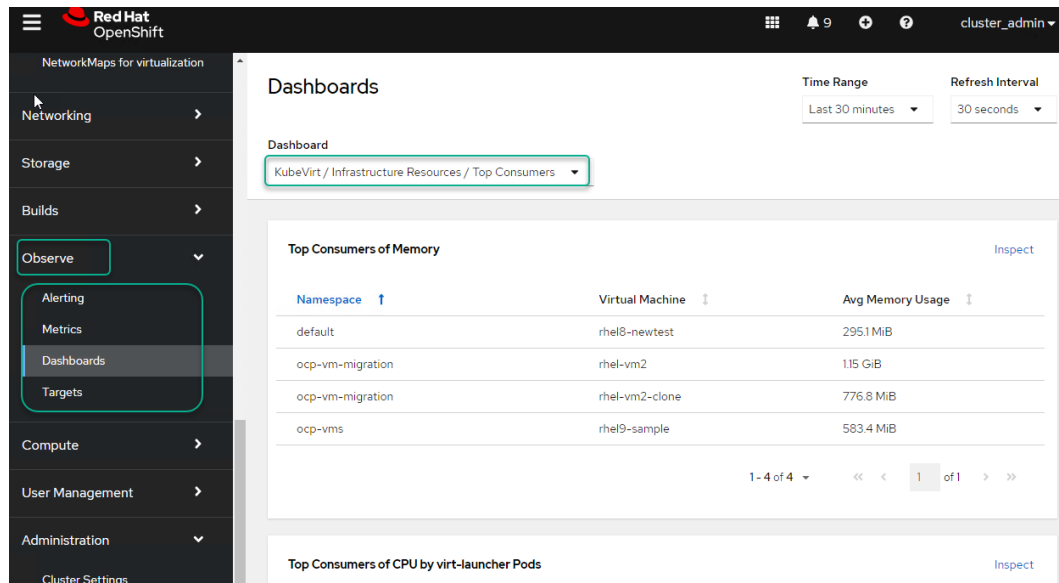 Red Hat
OpenShift
9
cluster_admin
NetworkMaps for virtualization
Networking
Storage
Builds
Observe
Alerting
Metrics
Dashboards
Targets
Compute
User Management
Administration
Cluster Settings
Dashboards
Time Range
Last 30 minutes
Refresh Interval
30 seconds
Dashboard
KubeVirt / Infrastructure Resources / Top Consumers
Top Consumers of Memory
Inspect
Namespace Virtual Machine Avg Memory Usage
default rhel8-newtest 295.1 MiB
ocp-vm-migration rhel-vm2 1.15 GiB
ocp-vm-migration rhel-vm2-clone 776.8 MiB
ocp-vms rhel9-sample 583.4 MiB
1 - 4 of 4 << < 1 of 1 > >>
Top Consumers of CPU by virt-launcher Pods
Inspect